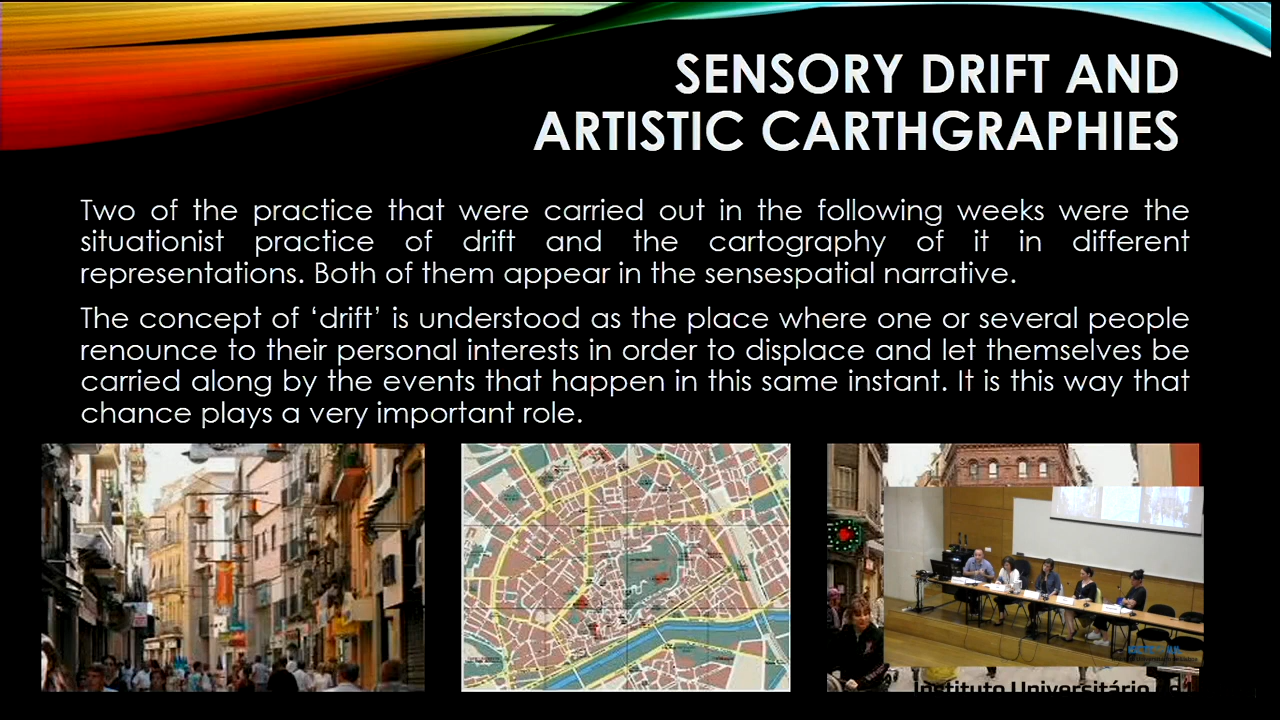 SENSORY DRIFT AND
ARTISTIC CARTHGRAPHIES
Two of the practice that were carried out in the following weeks were the
situationist practice of drift and the cartography of it in different
representations. Both of them appear in the sensespatial narrative.
The concept of ‘drift’ is understood as the place where one or several people
renounce to their personal interests in order to displace and let themselves be
carried along by the events that happen in this same instant. It is this way that
chance plays a very important role.
Instituto Universitário